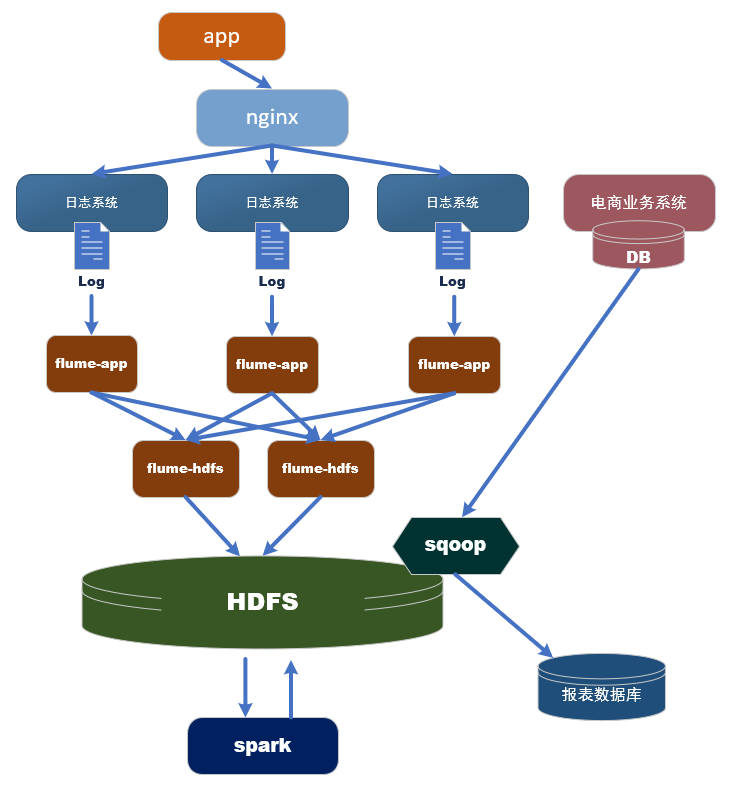 app
nginx
日志系统
日志系统
日志系统
电商业务系统
DB
Log
Log
Log
flume-app
flume-app
flume-app
flume-hdfs
flume-hdfs
sqoop
HDFS
报表数据库
spark